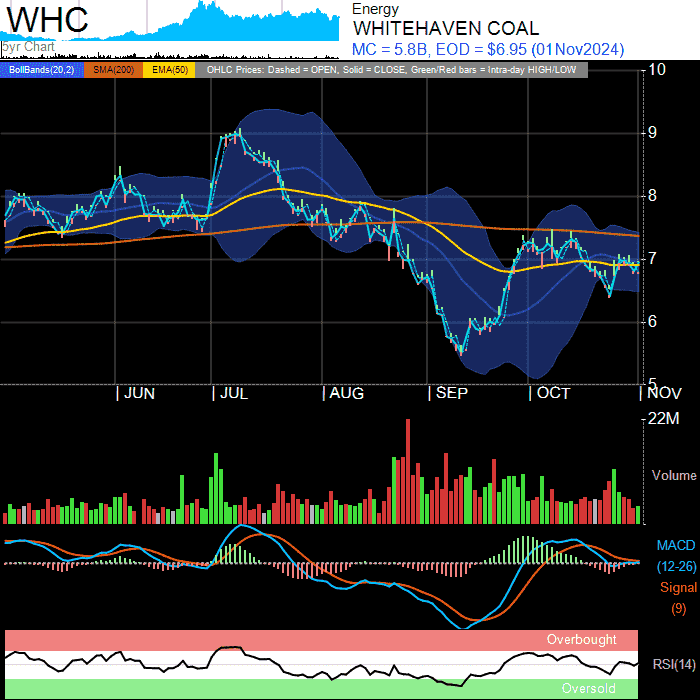 WHC
5yr Chart
Energy
WHITEHAVEN COAL
MC = 5.8B, EOD = $6.95 (01Nov2024)
BollBands(20,2) SMA(200) EMA(50) OHLC Prices: Dashed = OPEN, Solid = CLOSE, Green/Red bars = Intra-day HIGH/LOW
10
9
8
7
6
5
JUN JUL AUG SEP OCT NOV
22M
Volume
MACD
(12-26)
Signal
(9)
Overbought
RSI(14)
Oversold